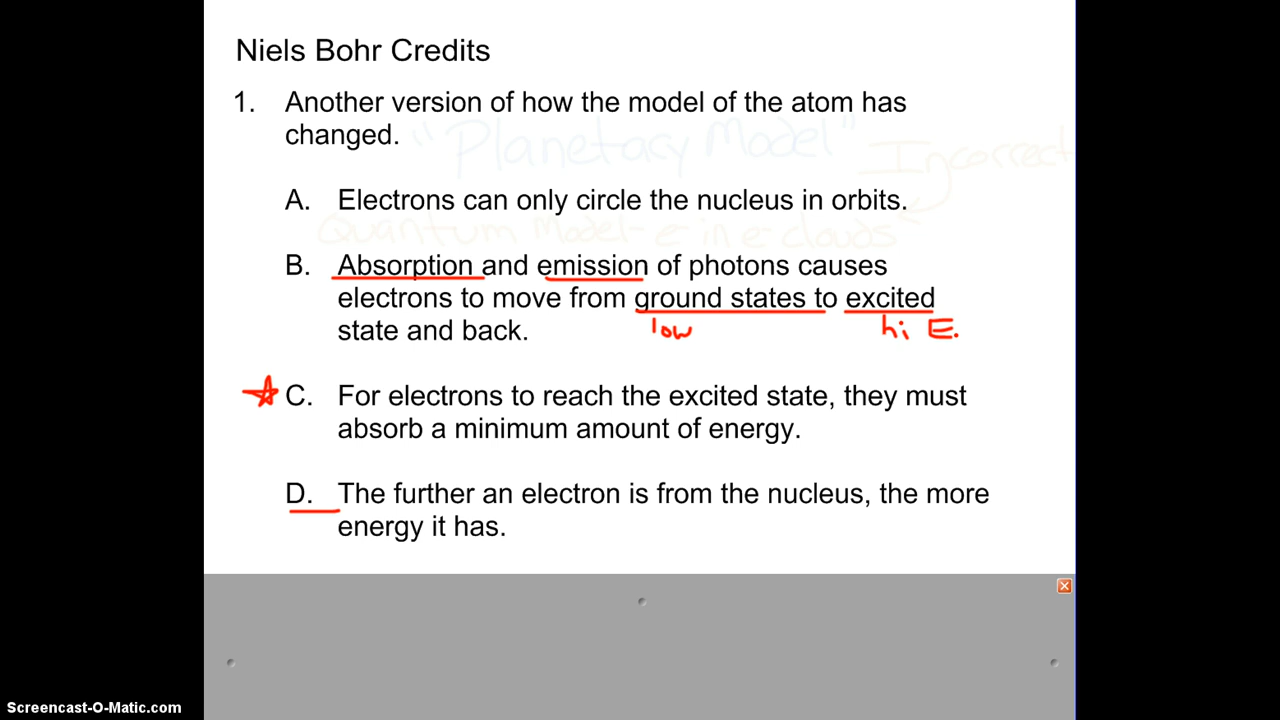 Niels Bohr Credits
1. Another version of how the model of the atom has
changed.
"Planetary Model"
Incorrect
A. Electrons can only circle the nucleus in orbits.
Quantum Model- e⁻ in e⁻ clouds
B. Absorption and emission of photons causes
electrons to move from ground states to excited
low hi E.
state and back.
C. For electrons to reach the excited state, they must
absorb a minimum amount of energy.
D. The further an electron is from the nucleus, the more
energy it has.
Screencast-O-Matic.com